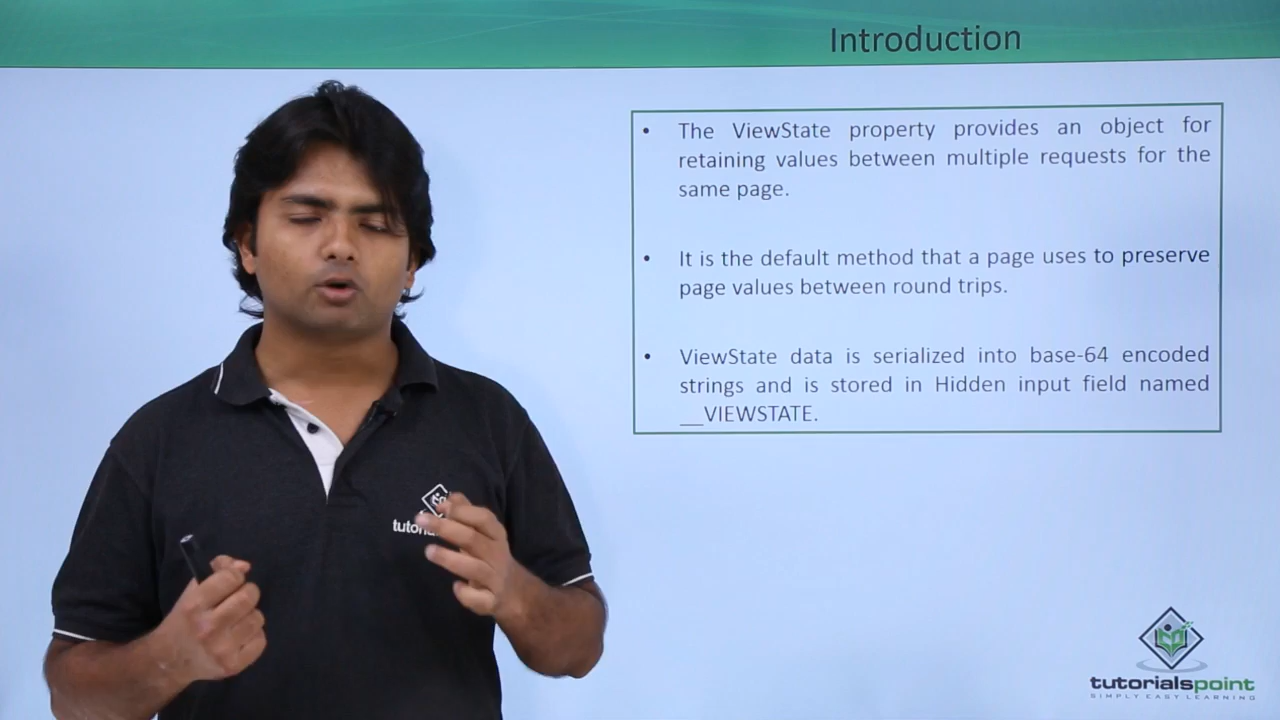 Introduction
• The ViewState property provides an object for
retaining values between multiple requests for the
same page.
• It is the default method that a page uses to preserve
page values between round trips.
• ViewState data is serialized into base-64 encoded
strings and is stored in Hidden input field named
__VIEWSTATE.
tutorialspoint
SIMPLY EASY LEARNING